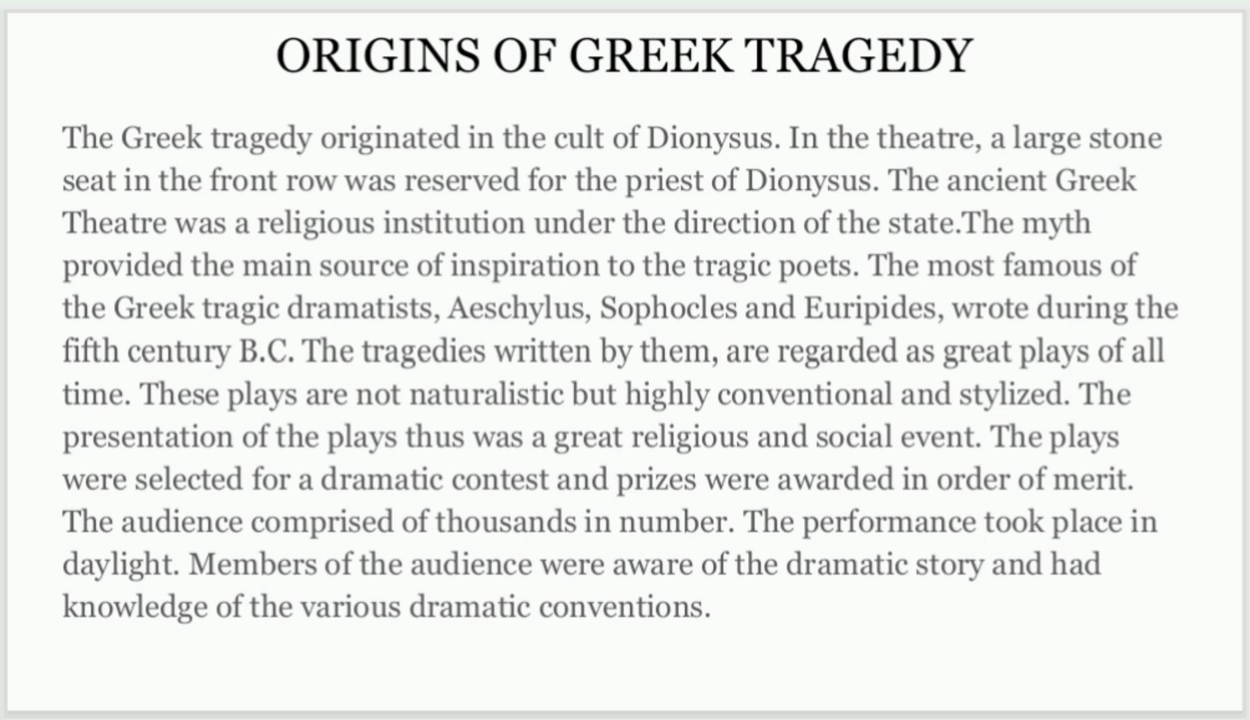 ORIGINS OF GREEK TRAGEDY
The Greek tragedy originated in the cult of Dionysus. In the theatre, a large stone
seat in the front row was reserved for the priest of Dionysus. The ancient Greek
Theatre was a religious institution under the direction of the state.The myth
provided the main source of inspiration to the tragic poets. The most famous of
the Greek tragic dramatists, Aeschylus, Sophocles and Euripides, wrote during the
fifth century B.C. The tragedies written by them, are regarded as great plays of all
time. These plays are not naturalistic but highly conventional and stylized. The
presentation of the plays thus was a great religious and social event. The plays
were selected for a dramatic contest and prizes were awarded in order of merit.
The audience comprised of thousands in number. The performance took place in
daylight. Members of the audience were aware of the dramatic story and had
knowledge of the various dramatic conventions.